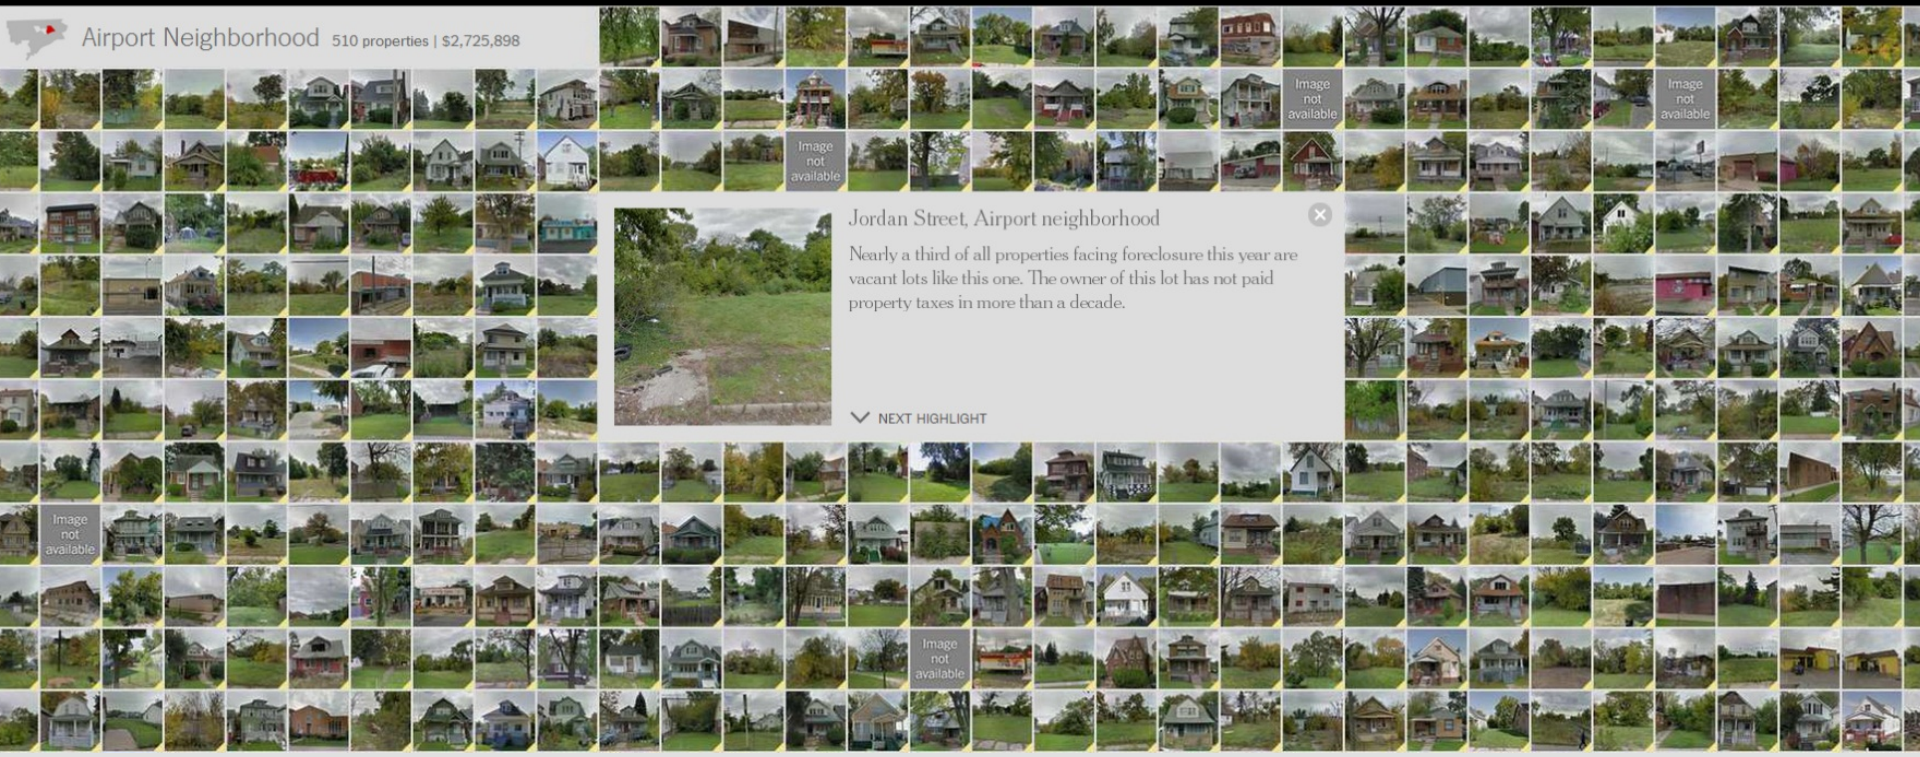 Airport Neighborhood 510 properties | $2,725,898
Image
not
available
Image
not
available
Image
not
available
Jordan Street, Airport neighborhood
Nearly a third of all properties facing foreclosure this year are
vacant lots like this one. The owner of this lot has not paid
property taxes in more than a decade.
NEXT HIGHLIGHT
Image
not
available
Image
not
available